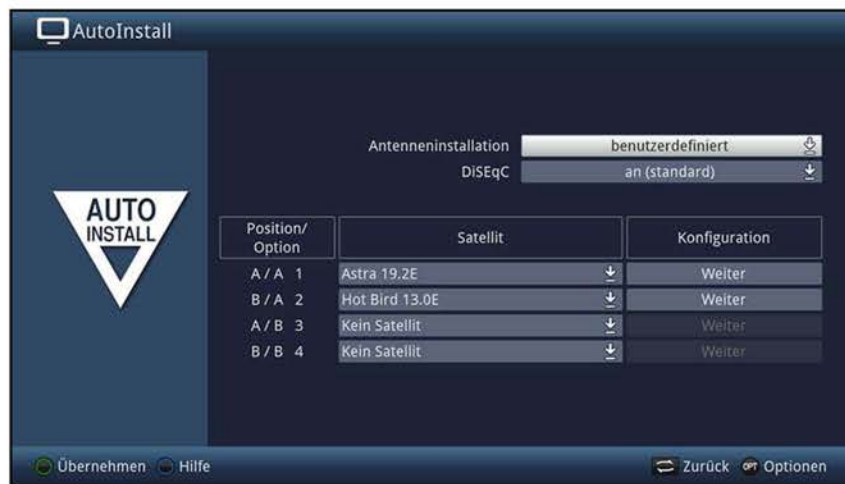 AutoInstall
Antenneninstallation benutzerdefiniert
DiSEqC an (standard)
AUTO
INSTALL
Position/
Option Satellit Konfiguration
A / A 1 Astra 19.2E Weiter
B / A 2 Hot Bird 13.0E Weiter
A / B 3 Kein Satellit Weiter
B / B 4 Kein Satellit Weiter
Übernehmen Hilfe Zurück OPT Optionen